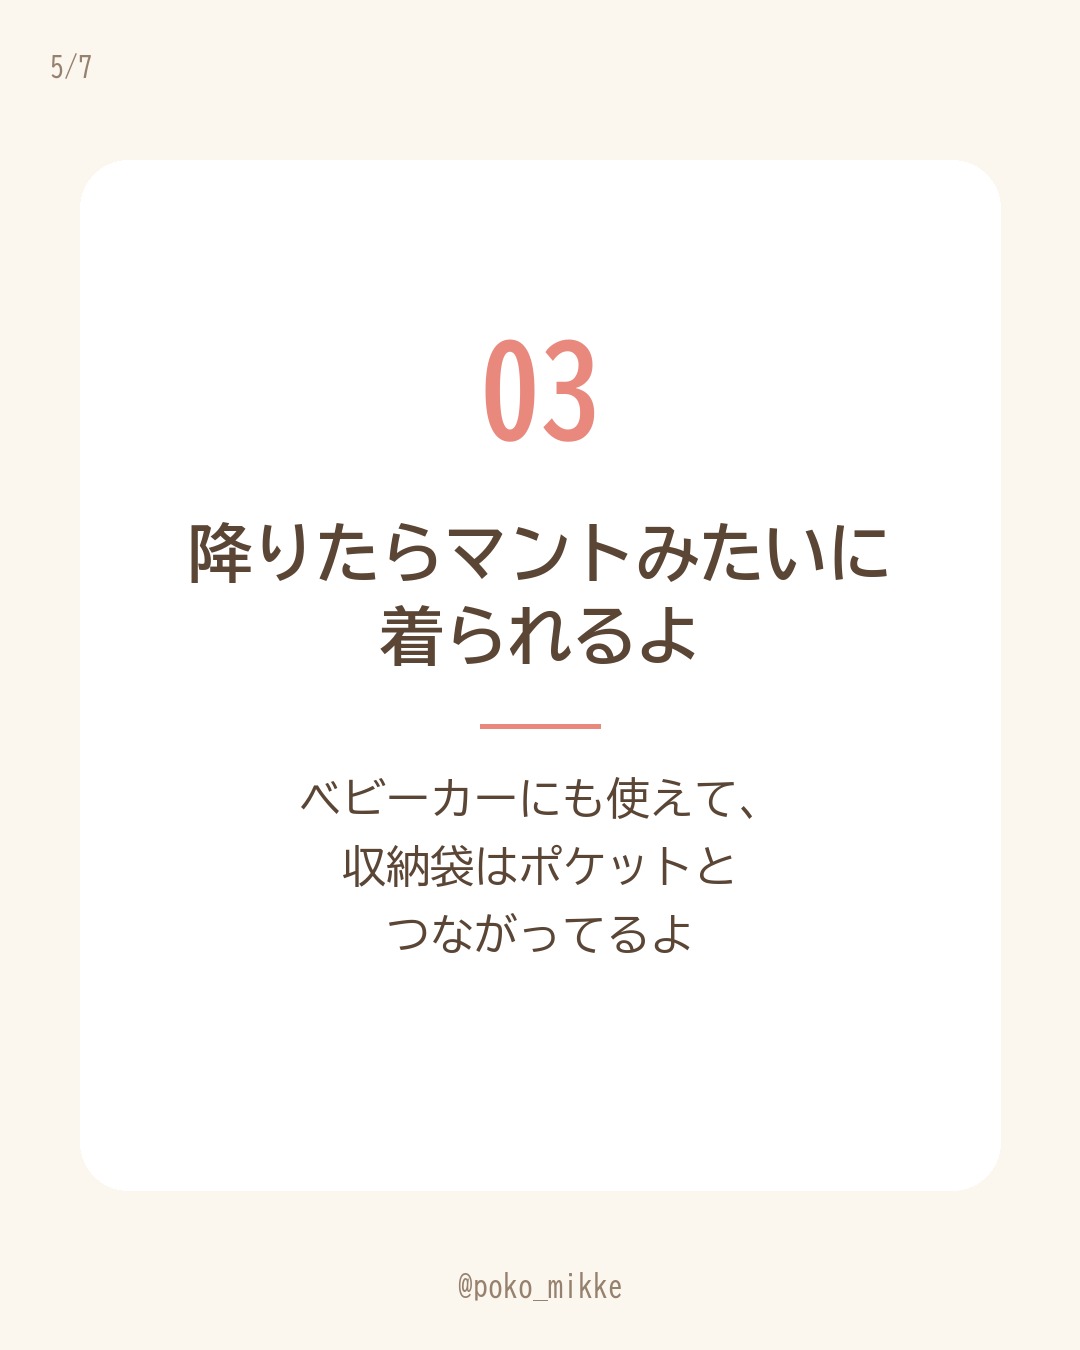 5/7
03
降りたらマントみたいに
着られるよ
ベビーカーにも使えて、
収納袋はポケットと
つながってるよ
@poko_mikke